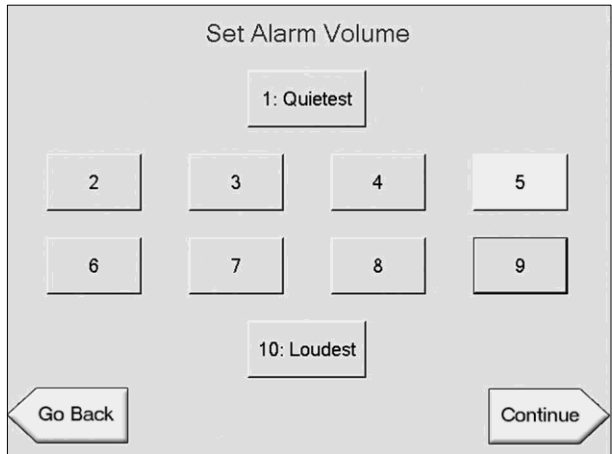 Set Alarm Volume
1: Quietest
2 3 4 5
6 7 8 9
10: Loudest
Go Back Continue